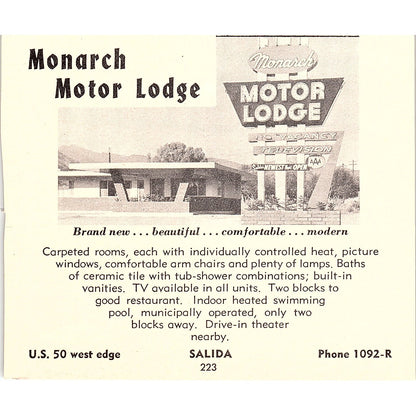 Monarch
Motor Lodge
Monarch
MOTOR
LODGE
NO VACANCY
TELEVISION
AAA
Brand new . . . beautiful . . . comfortable . . . modern
Carpeted rooms, each with individually controlled heat, picture
windows, comfortable arm chairs and plenty of lamps. Baths
of ceramic tile with tub-shower combinations; built-in
vanities. TV available in all units. Two blocks to
good restaurant. Indoor heated swimming
pool, municipally operated, only two
blocks away. Drive-in theater
nearby.
U.S. 50 west edge SALIDA Phone 1092-R
223